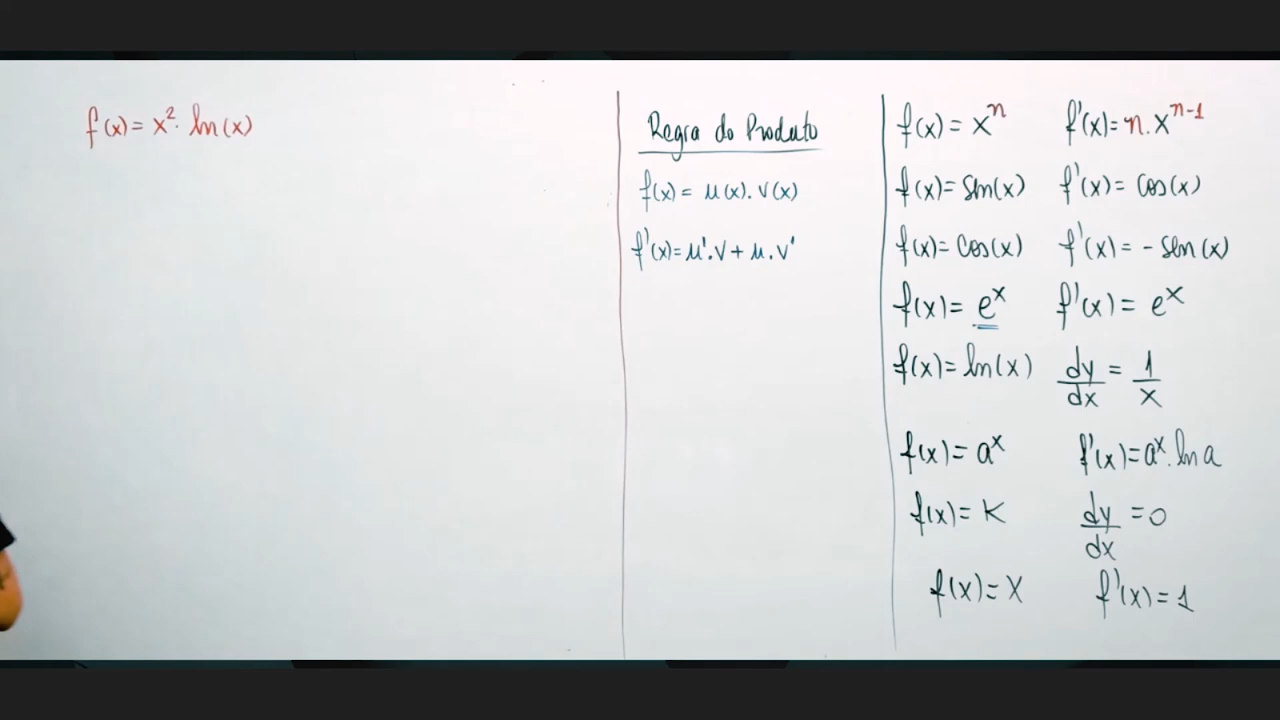 f(x) = x². ln(x)
Regra do Produto
f(x) = u(x). v(x)
f'(x) = u'.v + u.v'
f(x) = xⁿ f'(x) = n.xⁿ⁻¹
f(x) = sen(x) f'(x) = cos(x)
f(x) = cos(x) f'(x) = - sen(x)
f(x) = eˣ f'(x) = eˣ
f(x) = ln(x) dy/dx = 1/x
f(x) = aˣ f'(x) = aˣ. ln a
f(x) = K dy/dx = 0
f(x) = x f'(x) = 1